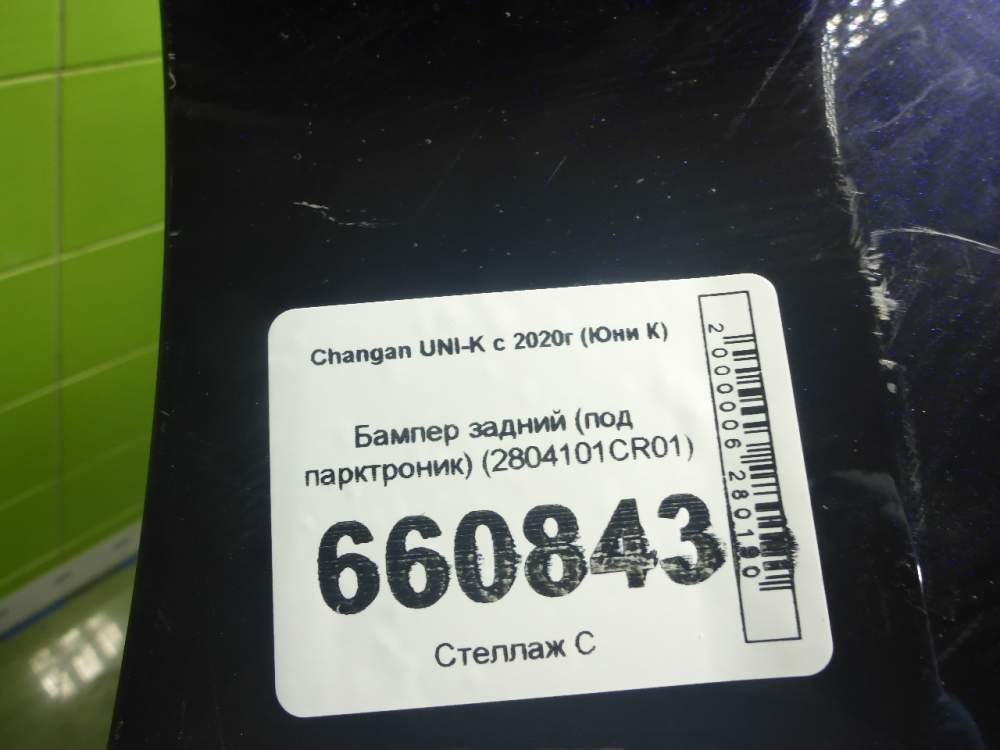 Changan UNI-K с 2020г (Юни К)
Бампер задний (под
парктроник) (2804101CR01)
660843
Стеллаж С
2000006280190